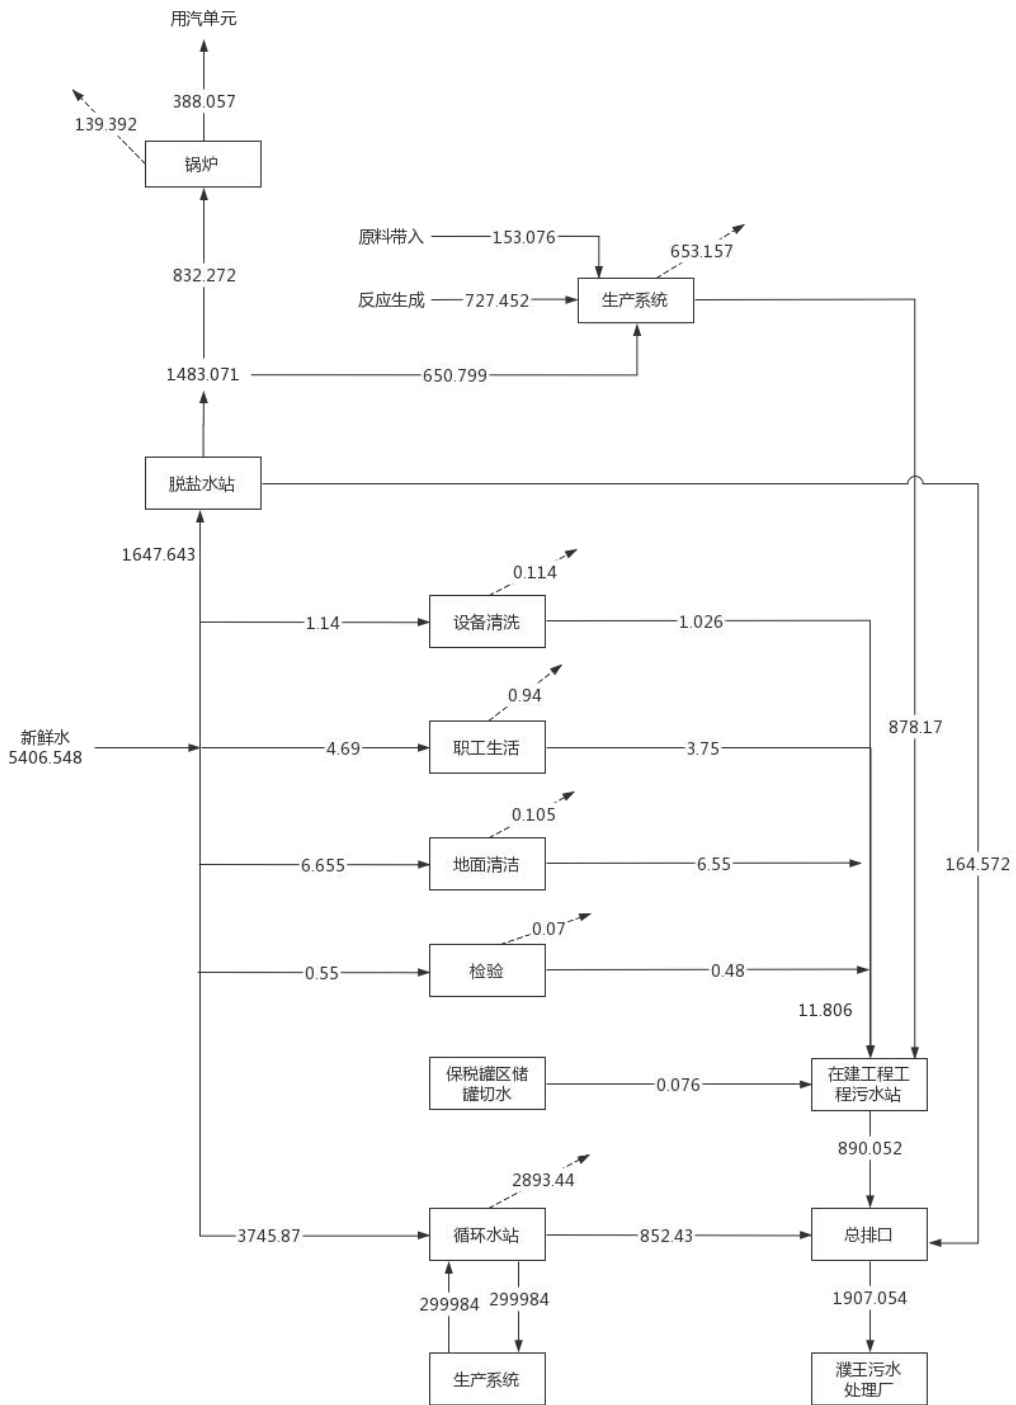 用汽单元
388.057
139.392
锅炉
832.272
原料带入
153.076
653.157
反应生成
727.452
生产系统
1483.071
650.799
脱盐水站
1647.643
0.114
1.14
设备清洗
1.026
0.94
新鲜水
5406.548
4.69
职工生活
3.75
878.17
0.105
6.655
地面清洁
6.55
164.572
0.07
0.55
检验
0.48
11.806
保税罐区储
罐切水
0.076
在建工程工
程污水站
890.052
2893.44
3745.87
循环水站
852.43
总排口
299984
299984
1907.054
生产系统
濮王污水
处理厂